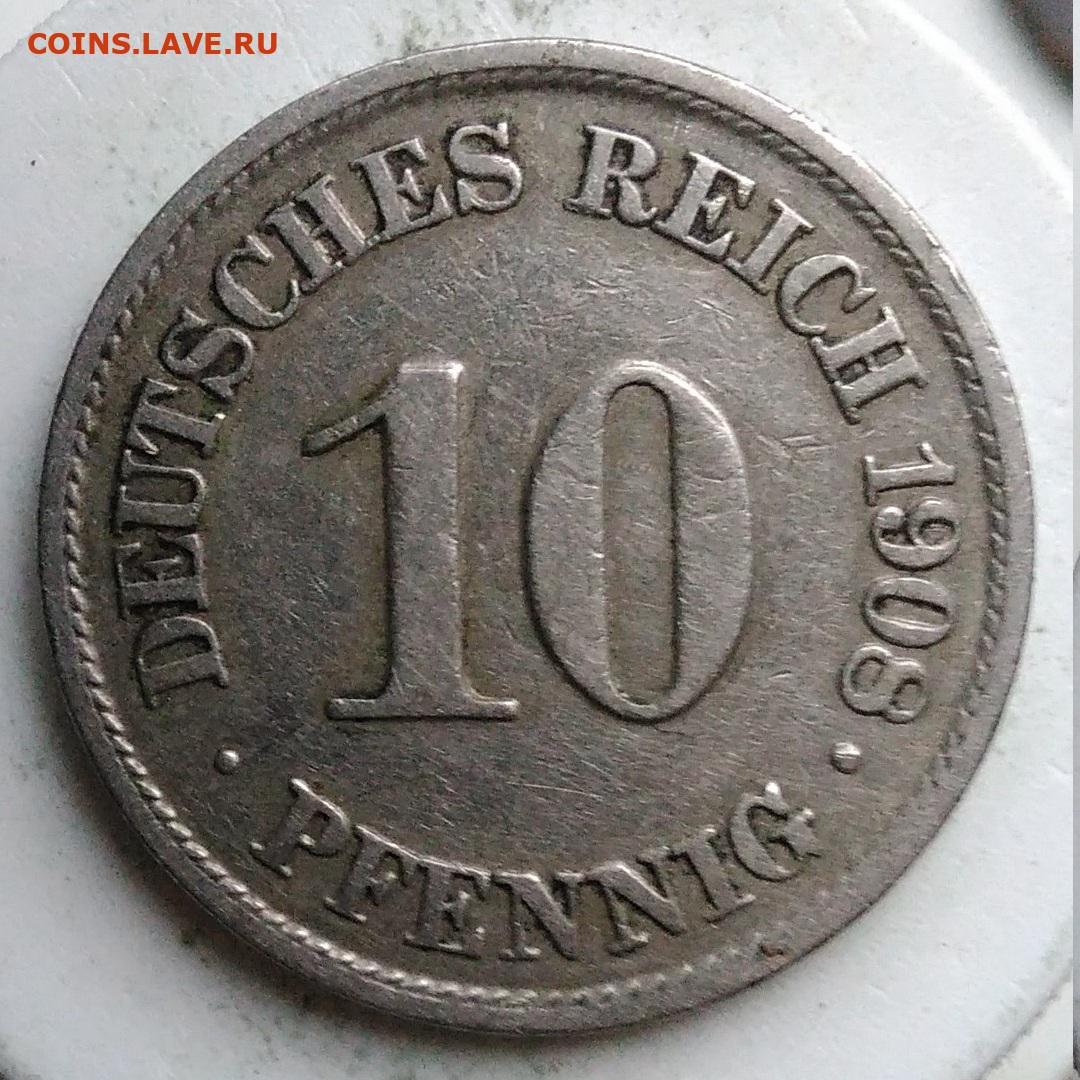 COINS.LAVE.RU
DEUTSCHES REICH 1908
10
· PFENNIG ·